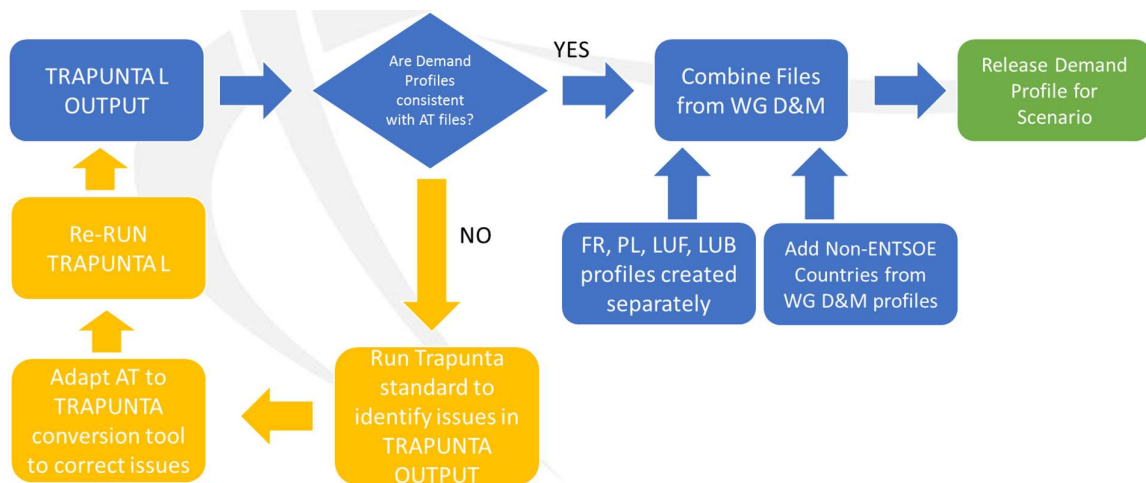 TRAPUNTA L
OUTPUT
Are Demand
Profiles
consistent
with AT files?
YES
Combine Files
from WG D&M
Release Demand
Profile for
Scenario
Re-RUN
TRAPUNTA L
NO
FR, PL, LUF, LUB
profiles created
separately
Add Non-ENTSOE
Countries from
WG D&M profiles
Adapt AT to
TRAPUNTA
conversion tool
to correct issues
Run Trapunta
standard to
identify issues in
TRAPUNTA
OUTPUT